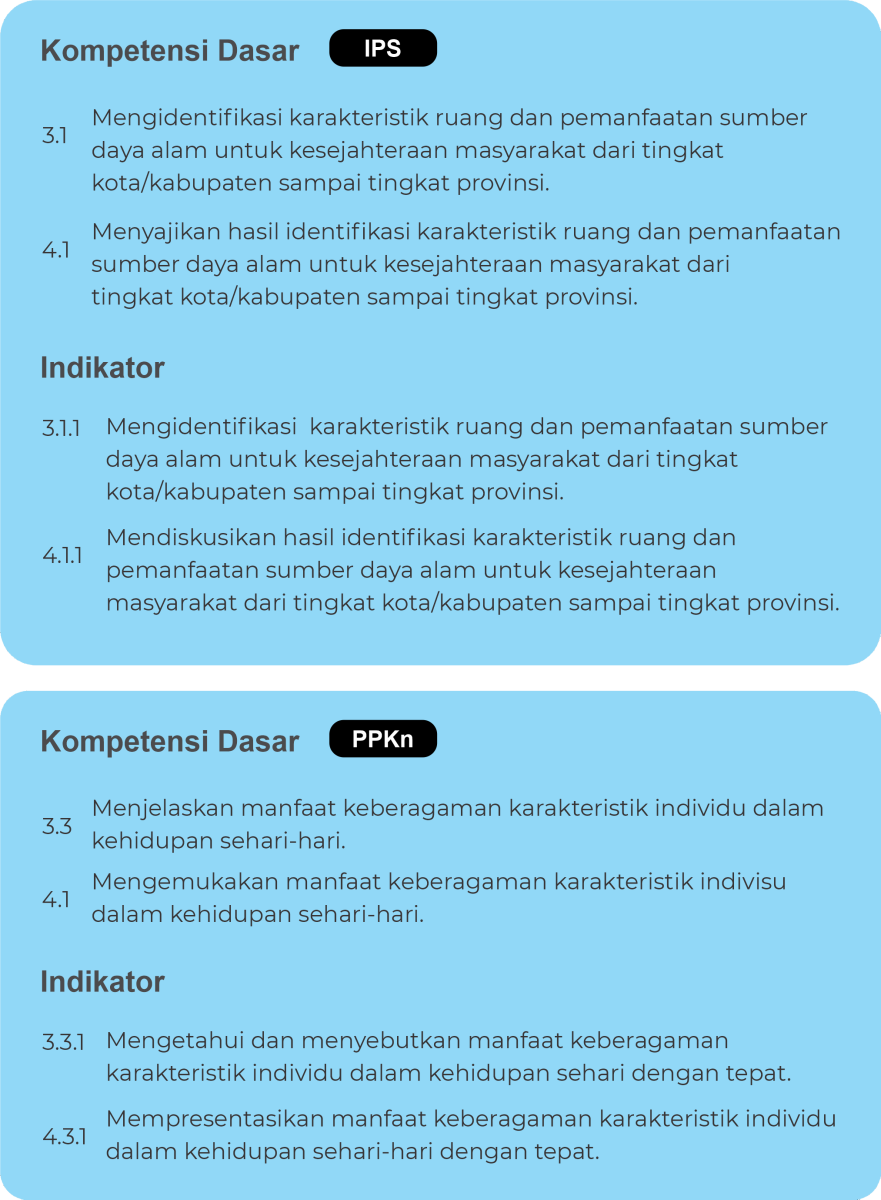 Kompetensi Dasar IPS
3.1 Mengidentifikasi karakteristik ruang dan pemanfaatan sumber
daya alam untuk kesejahteraan masyarakat dari tingkat
kota/kabupaten sampai tingkat provinsi.
4.1 Menyajikan hasil identifikasi karakteristik ruang dan pemanfaatan
sumber daya alam untuk kesejahteraan masyarakat dari
tingkat kota/kabupaten sampai tingkat provinsi.
Indikator
3.1.1 Mengidentifikasi karakteristik ruang dan pemanfaatan sumber
daya alam untuk kesejahteraan masyarakat dari tingkat
kota/kabupaten sampai tingkat provinsi.
4.1.1 Mendiskusikan hasil identifikasi karakteristik ruang dan
pemanfaatan sumber daya alam untuk kesejahteraan
masyarakat dari tingkat kota/kabupaten sampai tingkat provinsi.
Kompetensi Dasar PPKn
3.3 Menjelaskan manfaat keberagaman karakteristik individu dalam
kehidupan sehari-hari.
4.1 Mengemukakan manfaat keberagaman karakteristik indivisu
dalam kehidupan sehari-hari.
Indikator
3.3.1 Mengetahui dan menyebutkan manfaat keberagaman
karakteristik individu dalam kehidupan sehari dengan tepat.
4.3.1 Mempresentasikan manfaat keberagaman karakteristik individu
dalam kehidupan sehari-hari dengan tepat.